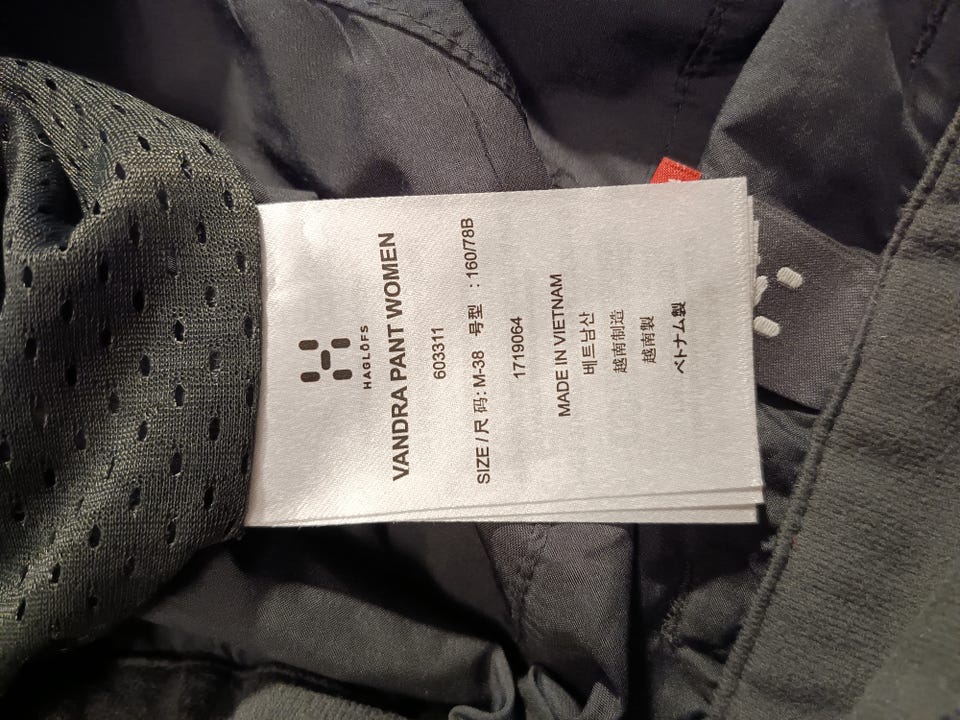 HAGLÖFS
VANDRA PANT WOMEN
603311
SIZE / 尺 码: M-38 号型 : 160/78B
1719064
MADE IN VIETNAM
베트남산
越南制造
越南製
ベトナム製